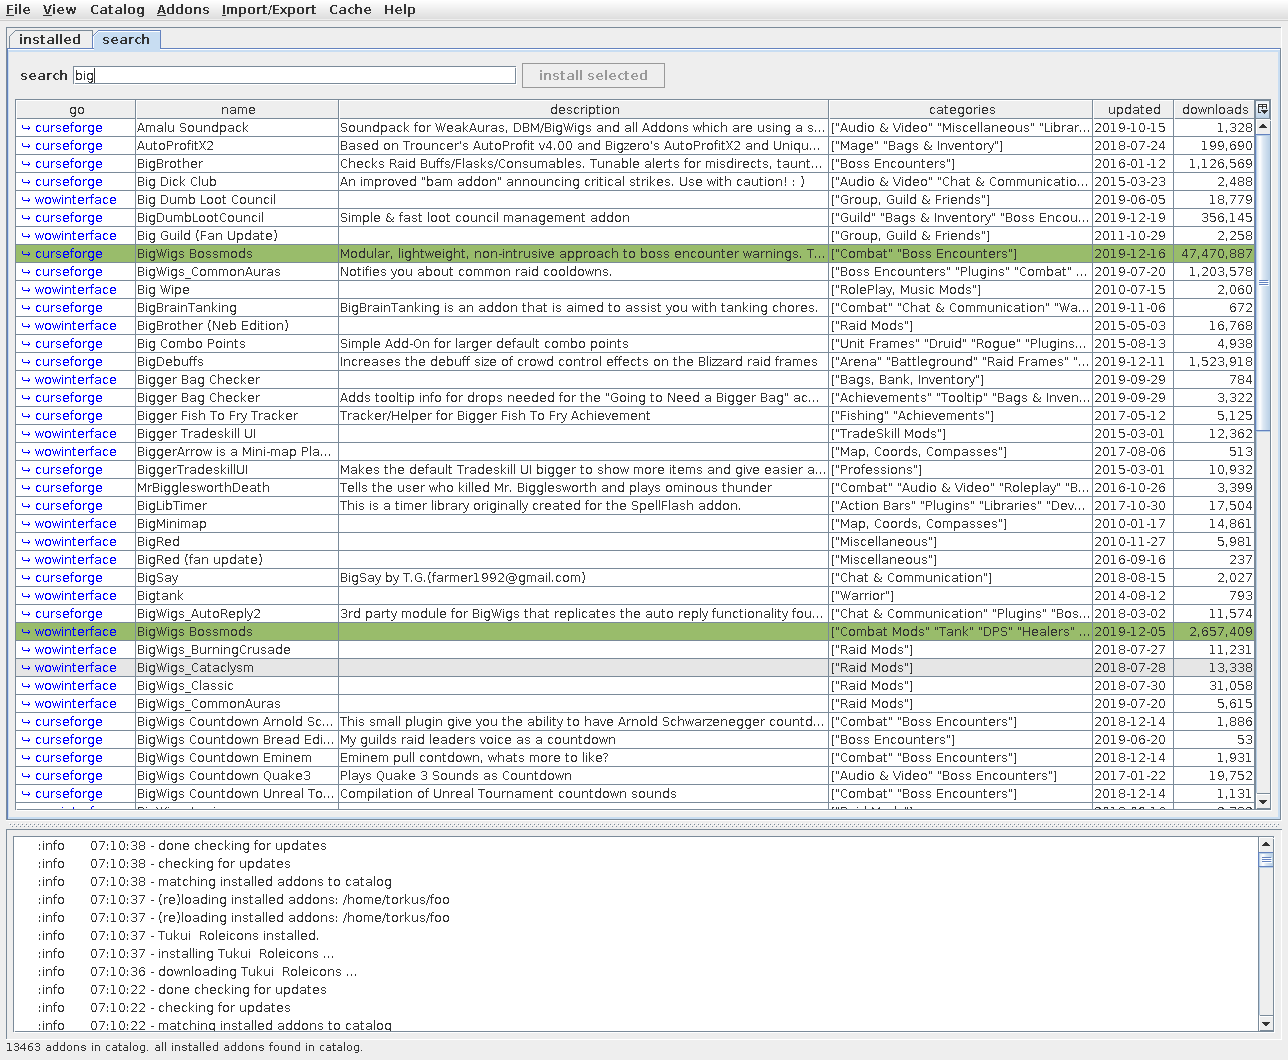 File View Catalog Addons Import/Export Cache Help
installed search
search big install selected
go name description categories updated downloads
↪ curseforge Amalu Soundpack Soundpack for WeakAuras, DBM/BigWigs and all Addons which are using a s... ["Audio & Video" "Miscellaneous" "Librar... 2019-10-15 1,328
↪ curseforge AutoProfitX2 Based on Trouncer's AutoProfit v4.00 and Bigzero's AutoProfitX2 and Uniqu... ["Mage" "Bags & Inventory"] 2018-07-24 199,690
↪ curseforge BigBrother Checks Raid Buffs/Flasks/Consumables. Tunable alerts for misdirects, taunt... ["Boss Encounters"] 2016-01-12 1,126,569
↪ curseforge Big Dick Club An improved "bam addon" announcing critical strikes. Use with caution! : ) ["Audio & Video" "Chat & Communicatio... 2015-03-23 2,488
↪ wowinterface Big Dumb Loot Council ["Group, Guild & Friends"] 2019-06-05 18,779
↪ curseforge BigDumbLootCouncil Simple & fast loot council management addon ["Guild" "Bags & Inventory" "Boss Encou... 2019-12-19 356,145
↪ wowinterface Big Guild (Fan Update) ["Group, Guild & Friends"] 2011-10-29 2,258
↪ curseforge BigWigs Bossmods Modular, lightweight, non-intrusive approach to boss encounter warnings. T... ["Combat" "Boss Encounters"] 2019-12-16 47,470,887
↪ curseforge BigWigs_CommonAuras Notifies you about common raid cooldowns. ["Boss Encounters" "Plugins" "Combat" ... 2019-07-20 1,203,578
↪ wowinterface Big Wipe ["RolePlay, Music Mods"] 2010-07-15 2,060
↪ curseforge BigBrainTanking BigBrainTanking is an addon that is aimed to assist you with tanking chores. ["Combat" "Chat & Communication" "Wa... 2019-11-06 672
↪ wowinterface BigBrother (Neb Edition) ["Raid Mods"] 2015-05-03 16,768
↪ curseforge Big Combo Points Simple Add-On for larger default combo points ["Unit Frames" "Druid" "Rogue" "Plugins... 2015-08-13 4,938
↪ curseforge BigDebuffs Increases the debuff size of crowd control effects on the Blizzard raid frames ["Arena" "Battleground" "Raid Frames" "... 2019-12-11 1,523,918
↪ wowinterface Bigger Bag Checker ["Bags, Bank, Inventory"] 2019-09-29 784
↪ curseforge Bigger Bag Checker Adds tooltip info for drops needed for the "Going to Need a Bigger Bag" ac... ["Achievements" "Tooltip" "Bags & Inven... 2019-09-29 3,322
↪ curseforge Bigger Fish To Fry Tracker Tracker/Helper for Bigger Fish To Fry Achievement ["Fishing" "Achievements"] 2017-05-12 5,125
↪ wowinterface Bigger Tradeskill UI ["TradeSkill Mods"] 2015-03-01 12,362
↪ wowinterface BiggerArrow is a Mini-map Pla... ["Map, Coords, Compasses"] 2017-08-06 513
↪ curseforge BiggerTradeskillUI Makes the default Tradeskill UI bigger to show more items and give easier a... ["Professions"] 2015-03-01 10,932
↪ curseforge MrBigglesworthDeath Tells the user who killed Mr. Bigglesworth and plays ominous thunder ["Combat" "Audio & Video" "Roleplay" "B... 2016-10-26 3,399
↪ curseforge BigLibTimer This is a timer library originally created for the SpellFlash addon. ["Action Bars" "Plugins" "Libraries" "Dev... 2017-10-30 17,504
↪ wowinterface BigMinimap ["Map, Coords, Compasses"] 2010-01-17 14,861
↪ wowinterface BigRed ["Miscellaneous"] 2010-11-27 5,981
↪ wowinterface BigRed (fan update) ["Miscellaneous"] 2016-09-16 237
↪ curseforge BigSay BigSay by T.G.(farmer1992@gmail.com) ["Chat & Communication"] 2018-08-15 2,027
↪ wowinterface Bigtank ["Warrior"] 2014-08-12 793
↪ curseforge BigWigs_AutoReply2 3rd party module for BigWigs that replicates the auto reply functionality fou... ["Chat & Communication" "Plugins" "Bos... 2018-03-02 11,574
↪ wowinterface BigWigs Bossmods ["Combat Mods" "Tank" "DPS" "Healers" ... 2019-12-05 2,657,409
↪ wowinterface BigWigs_BurningCrusade ["Raid Mods"] 2018-07-27 11,231
↪ wowinterface BigWigs_Cataclysm ["Raid Mods"] 2018-07-28 13,338
↪ wowinterface BigWigs_Classic ["Raid Mods"] 2018-07-30 31,058
↪ wowinterface BigWigs_CommonAuras ["Raid Mods"] 2019-07-20 5,615
↪ curseforge BigWigs Countdown Arnold Sc... This small plugin give you the ability to have Arnold Schwarzenegger countd... ["Combat" "Boss Encounters"] 2018-12-14 1,886
↪ curseforge BigWigs Countdown Bread Edi... My guilds raid leaders voice as a countdown ["Boss Encounters"] 2019-06-20 53
↪ curseforge BigWigs Countdown Eminem Eminem pull contdown, whats more to like? ["Combat" "Boss Encounters"] 2018-12-14 1,931
↪ curseforge BigWigs Countdown Quake3 Plays Quake 3 Sounds as Countdown ["Audio & Video" "Boss Encounters"] 2017-01-22 19,752
↪ curseforge BigWigs Countdown Unreal To... Compilation of Unreal Tournament countdown sounds ["Combat" "Boss Encounters"] 2018-12-14 1,131
:info 07:10:38 - done checking for updates
:info 07:10:38 - checking for updates
:info 07:10:38 - matching installed addons to catalog
:info 07:10:37 - (re)loading installed addons: /home/torkus/foo
:info 07:10:37 - (re)loading installed addons: /home/torkus/foo
:info 07:10:37 - Tukui Roleicons installed.
:info 07:10:37 - installing Tukui Roleicons ...
:info 07:10:36 - downloading Tukui Roleicons ...
:info 07:10:22 - done checking for updates
:info 07:10:22 - checking for updates
:info 07:10:22 - matching installed addons to catalog
13463 addons in catalog. all installed addons found in catalog.